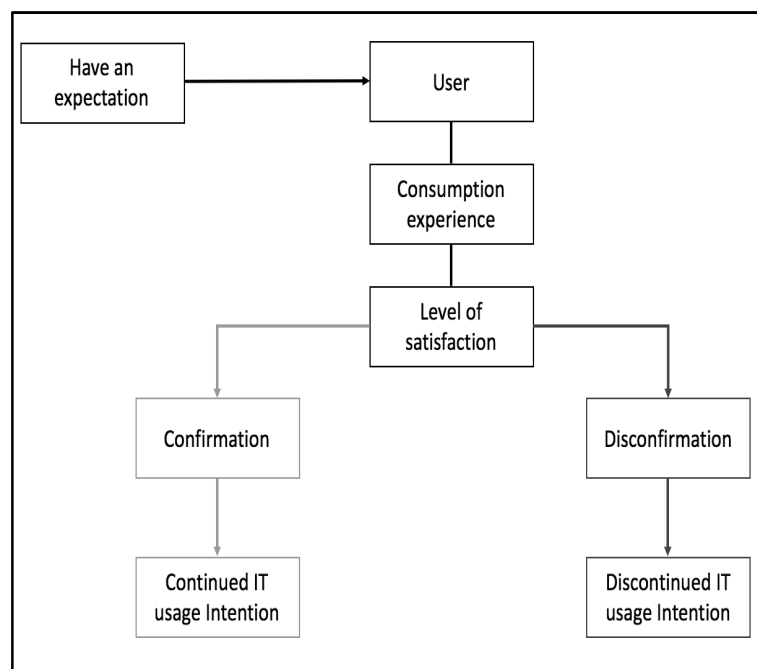 Have an
expectation
User
Consumption
experience
Level of
satisfaction
Confirmation
Disconfirmation
Continued IT
usage Intention
Discontinued IT
usage Intention